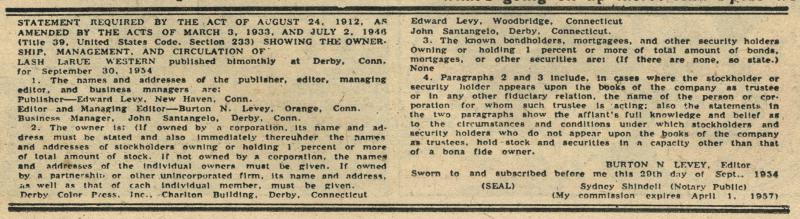 STATEMENT REQUIRED BY THE ACT OF AUGUST 24, 1912, AS
AMENDED BY THE ACTS OF MARCH 3, 1933, AND JULY 2, 1946
(Title 39, United States Code. Section 233) SHOWING THE OWNER-
SHIP, MANAGEMENT, AND CIRCULATION OF
LASH LaRUE WESTERN published bimonthly at Derby, Conn.
for September 30, 1954
1. The names and addresses of the publisher, editor, managing
editor, and business managers are:
Publisher—Edward Levy, New Haven, Conn.
Editor and Managing Editor—Burton N. Levey, Orange, Conn.
Business Manager, John Santangelo, Derby, Conn.
2. The owner is: (If owned by a corporation, its name and ad-
dress must be stated and also immediately thereunder the names
and addresses of stockholders owning or holding 1 percent or more
of total amount of stock. If not owned by a corporation, the names
and addresses of the individual owners must be given. If owned
by a partnership or other unincorporated firm, its name and address,
as well as that of each individual member, must be given.
Derby Color Press, Inc., Charlton Building, Derby, Connecticut
Edward Levy, Woodbridge, Connecticut
John Santangelo, Derby, Connecticut.
3. The known bondholders, mortgagees, and other security holders
Owning or holding 1 percent or more of total amount of bonds,
mortgages, or other securities are: (If there are none, so state.)
None
4. Paragraphs 2 and 3 include, in cases where the stockholder or
security holder appears upon the books of the company as trustee
or in any other fiduciary relation, the name of the person or cor-
poration for whom such trustee is acting; also the statements in
the two paragraphs show the affiant's full knowledge and belief as
to the circumstances and conditions under which stockholders and
security holders who do not appear upon the books of the company
as trustees, hold stock and securities in a capacity other than that
of a bona fide owner.
BURTON N LEVEY, Editor
Sworn to and subscribed before me this 29th day of Sept., 1954
(SEAL) Sydney Shindell (Notary Public)
(My commission expires April 1, 1957)